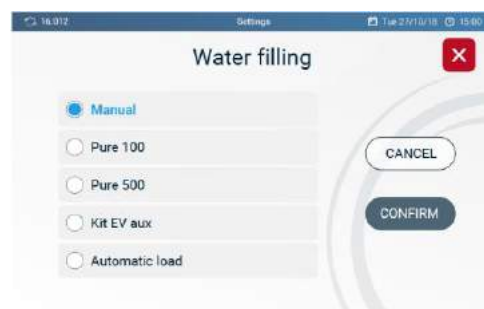 16.012 Settings Tue 27/10/18 15:00
Water filling
Manual
Pure 100
Pure 500
Kit EV aux
Automatic load
CANCEL
CONFIRM